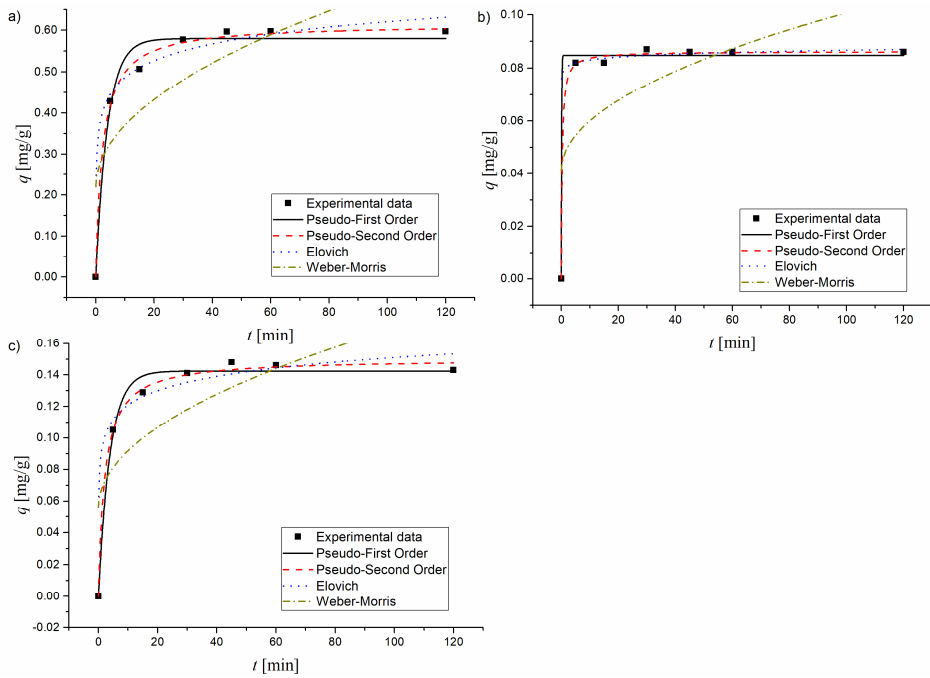 a)
0.60
0.50
0.40
0.30
0.20
0.10
0.00
q [mg/g]
0 20 40 60 80 100 120
t [min]
Experimental data
Pseudo-First Order
Pseudo-Second Order
Elovich
Weber-Morris
b)
0.10
0.08
0.06
0.04
0.02
0.00
q [mg/g]
0 20 40 60 80 100 120
t [min]
Experimental data
Pseudo-First Order
Pseudo-Second Order
Elovich
Weber-Morris
c)
0.16
0.14
0.12
0.10
0.08
0.06
0.04
0.02
0.00
-0.02
q [mg/g]
0 20 40 60 80 100 120
t [min]
Experimental data
Pseudo-First Order
Pseudo-Second Order
Elovich
Weber-Morris